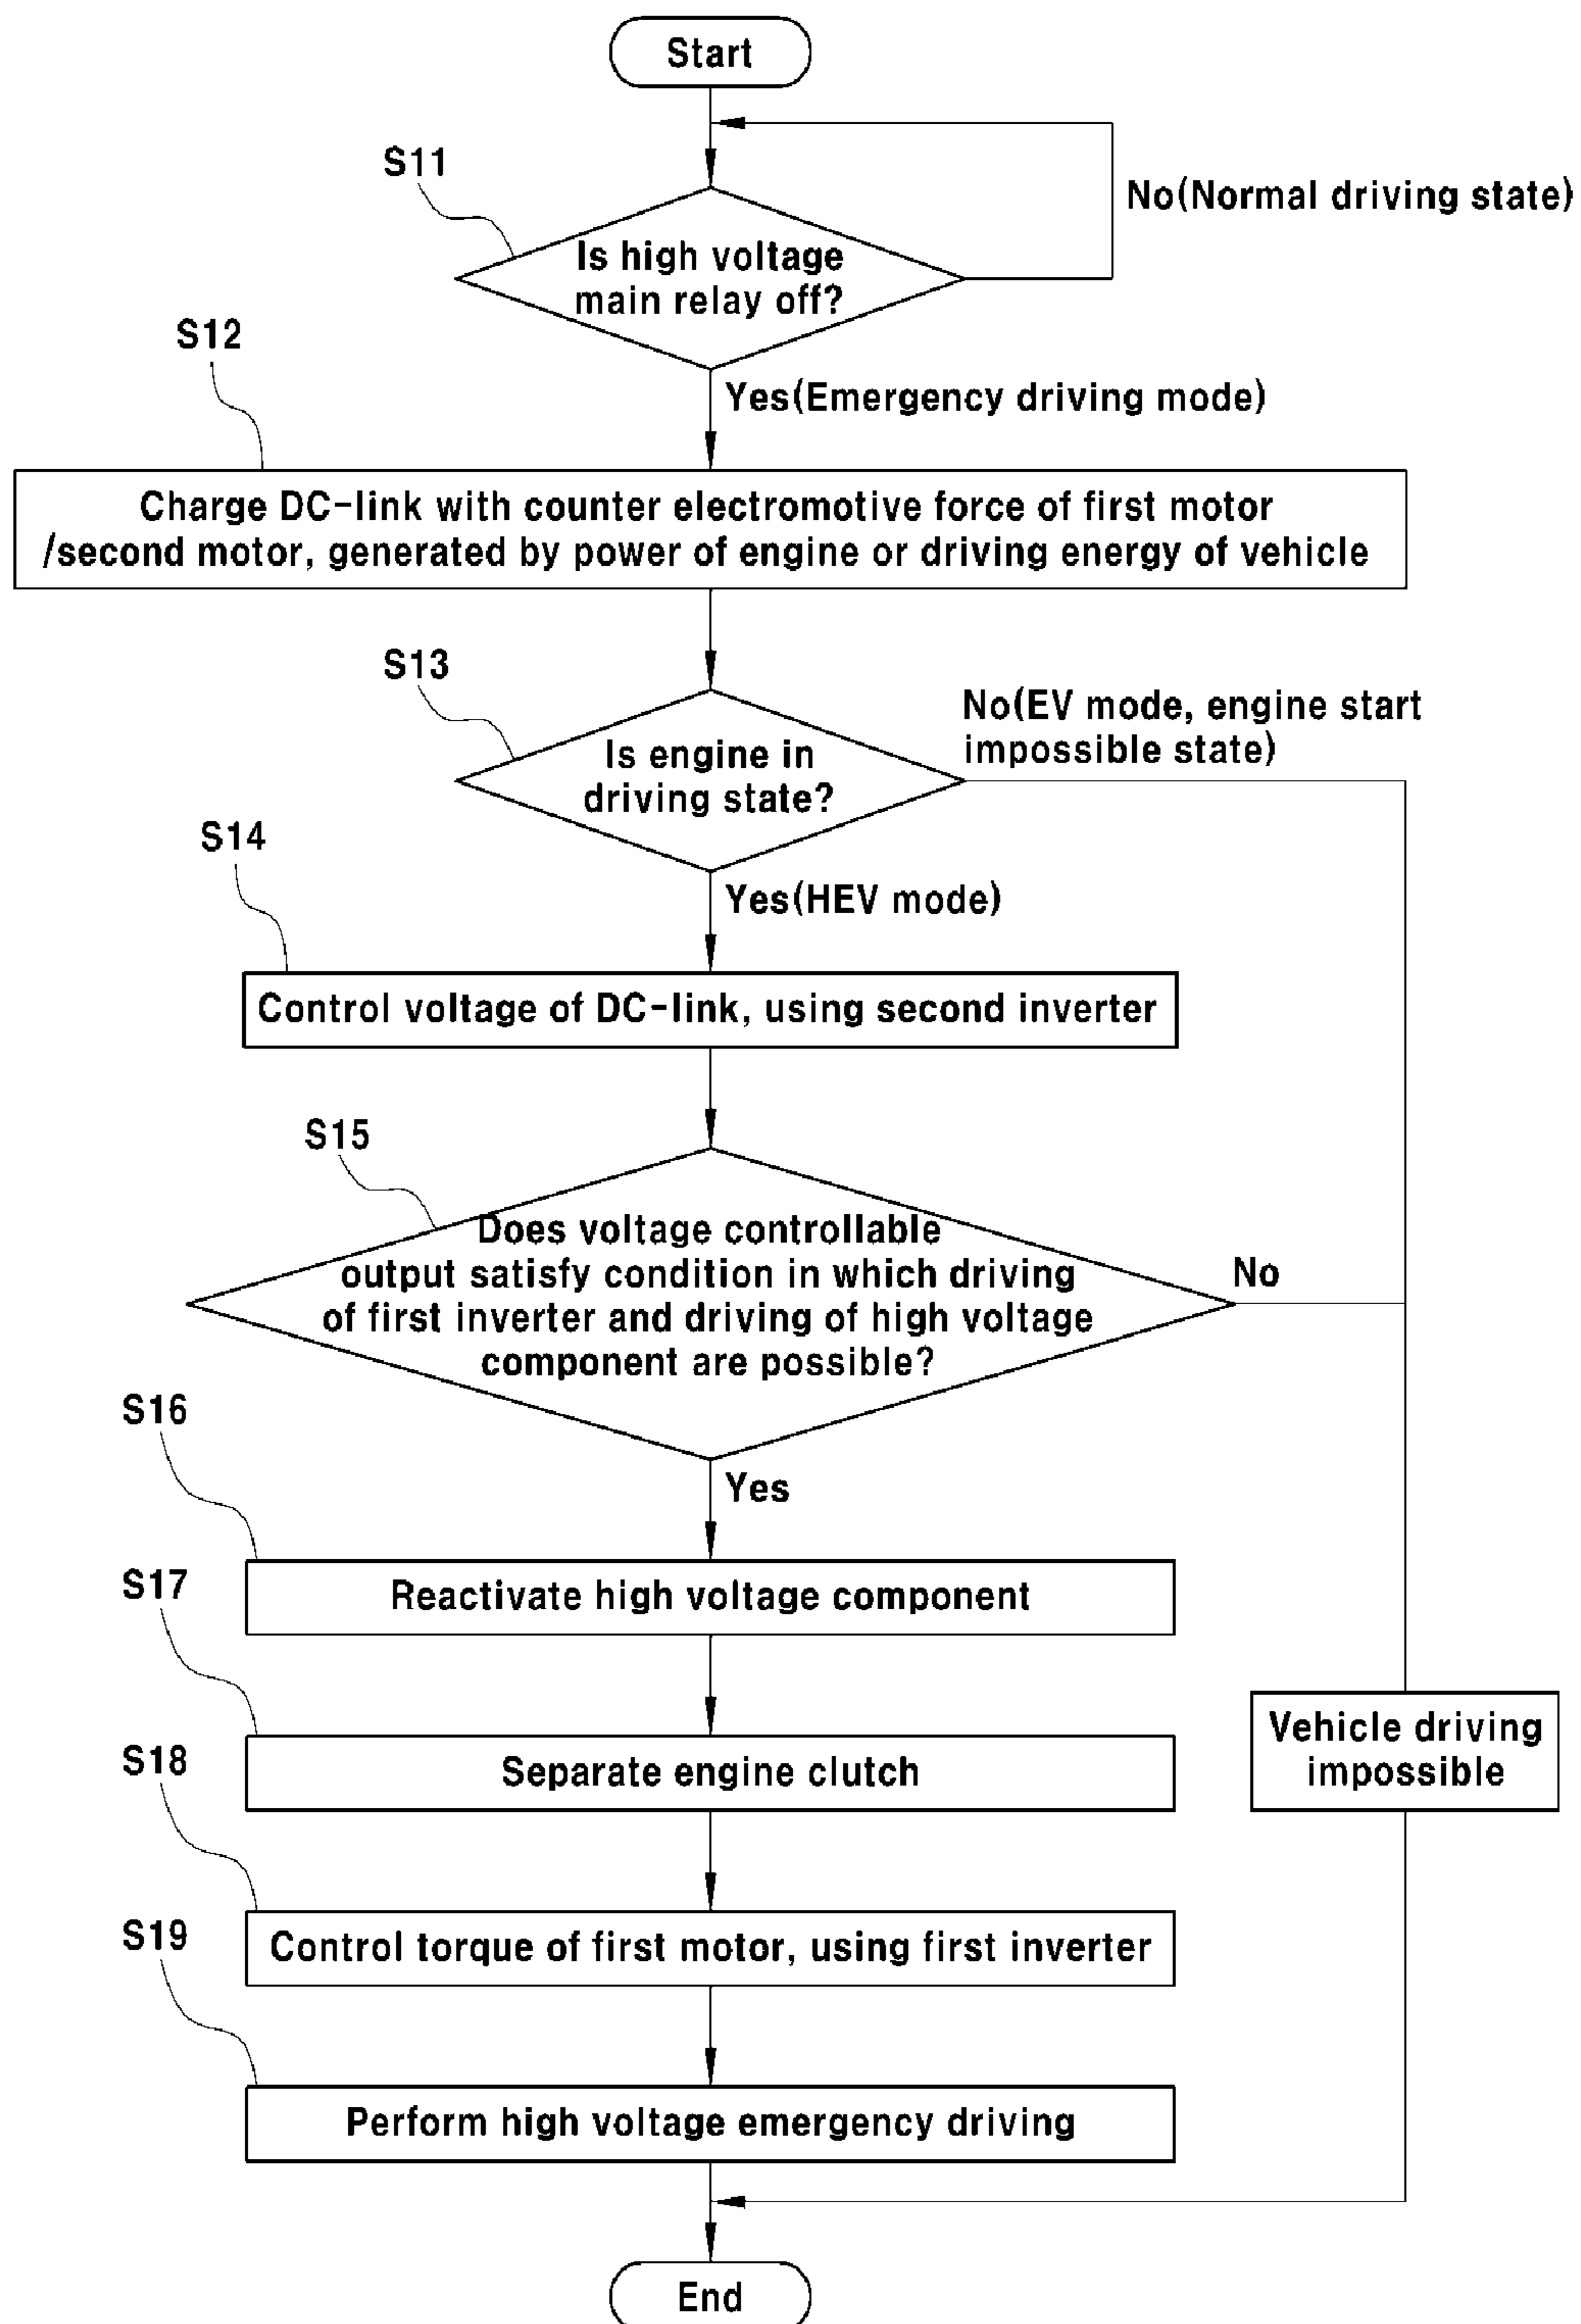 Start
S11
No(Normal driving state)
Is high voltage
main relay off?
S12
Yes(Emergency driving mode)
Charge DC-link with counter electromotive force of first motor
/second motor, generated by power of engine or driving energy of vehicle
S13
No(EV mode, engine start
impossible state)
Is engine in
driving state?
S14
Yes(HEV mode)
Control voltage of DC-link, using second inverter
S15
Does voltage controllable
output satisfy condition in which driving
of first inverter and driving of high voltage
component are possible?
No
S16
Yes
Reactivate high voltage component
S17
Separate engine clutch
Vehicle driving
impossible
S18
Control torque of first motor, using first inverter
S19
Perform high voltage emergency driving
End